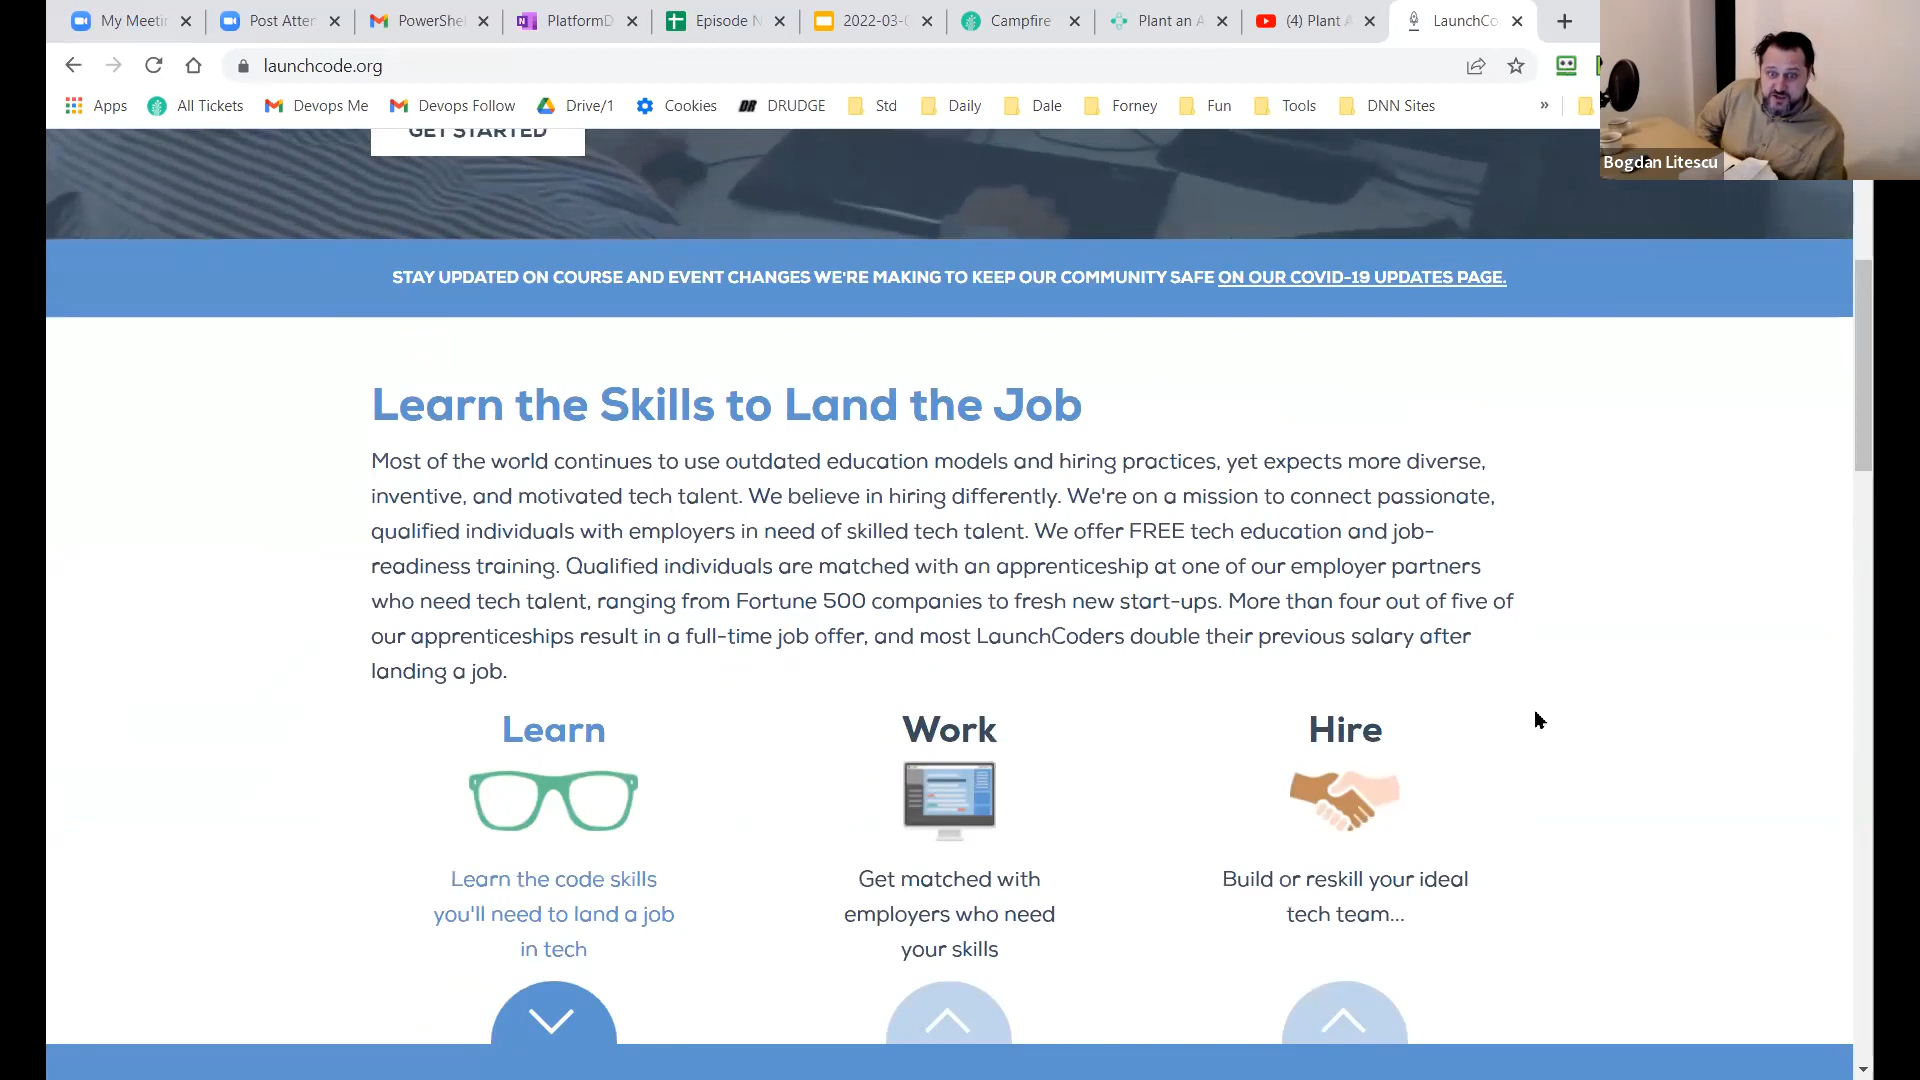 My Meeti
Post Atter
PowerShe
PlatformD
Episode N
2022-03-0
Campfire
Plant an A
(4) Plant A
LaunchCo
launchcode.org
Apps
All Tickets
Devops Me
Devops Follow
Drive/1
Cookies
DR DRUDGE
Std
Daily
Dale
Forney
Fun
Tools
DNN Sites
»
Bogdan Litescu
GET STARTED
STAY UPDATED ON COURSE AND EVENT CHANGES WE'RE MAKING TO KEEP OUR COMMUNITY SAFE ON OUR COVID-19 UPDATES PAGE.
Learn the Skills to Land the Job
Most of the world continues to use outdated education models and hiring practices, yet expects more diverse,
inventive, and motivated tech talent. We believe in hiring differently. We're on a mission to connect passionate,
qualified individuals with employers in need of skilled tech talent. We offer FREE tech education and job-
readiness training. Qualified individuals are matched with an apprenticeship at one of our employer partners
who need tech talent, ranging from Fortune 500 companies to fresh new start-ups. More than four out of five of
our apprenticeships result in a full-time job offer, and most LaunchCoders double their previous salary after
landing a job.
Learn
Learn the code skills
you'll need to land a job
in tech
Work
Get matched with
employers who need
your skills
Hire
Build or reskill your ideal
tech team...